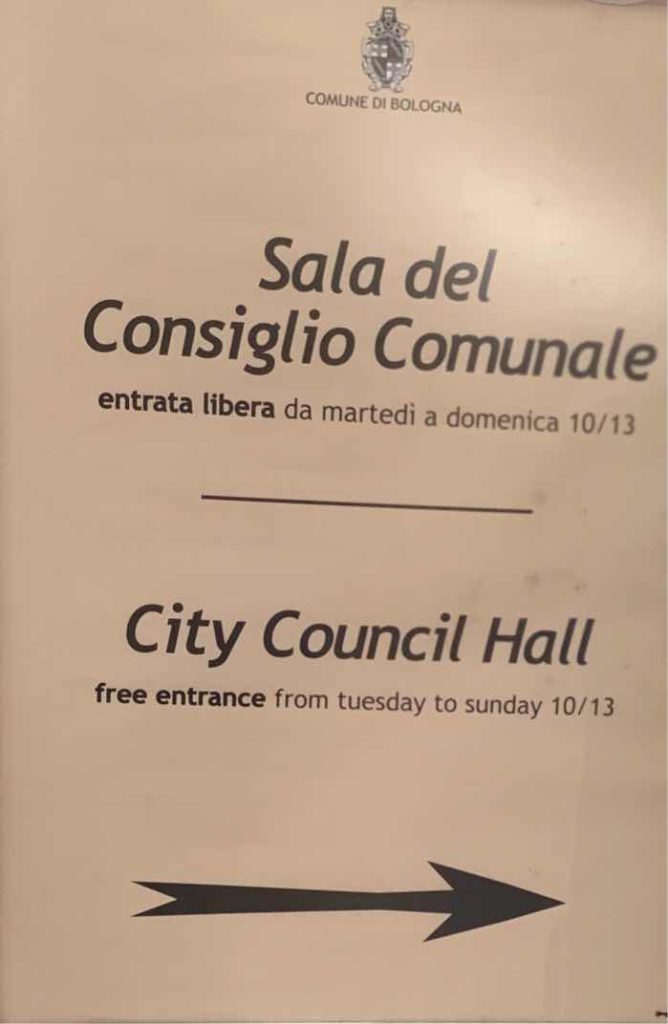 COMUNE DI BOLOGNA
Sala del
Consiglio Comunale
entrata libera da martedì a domenica 10/13
City Council Hall
free entrance from tuesday to sunday 10/13